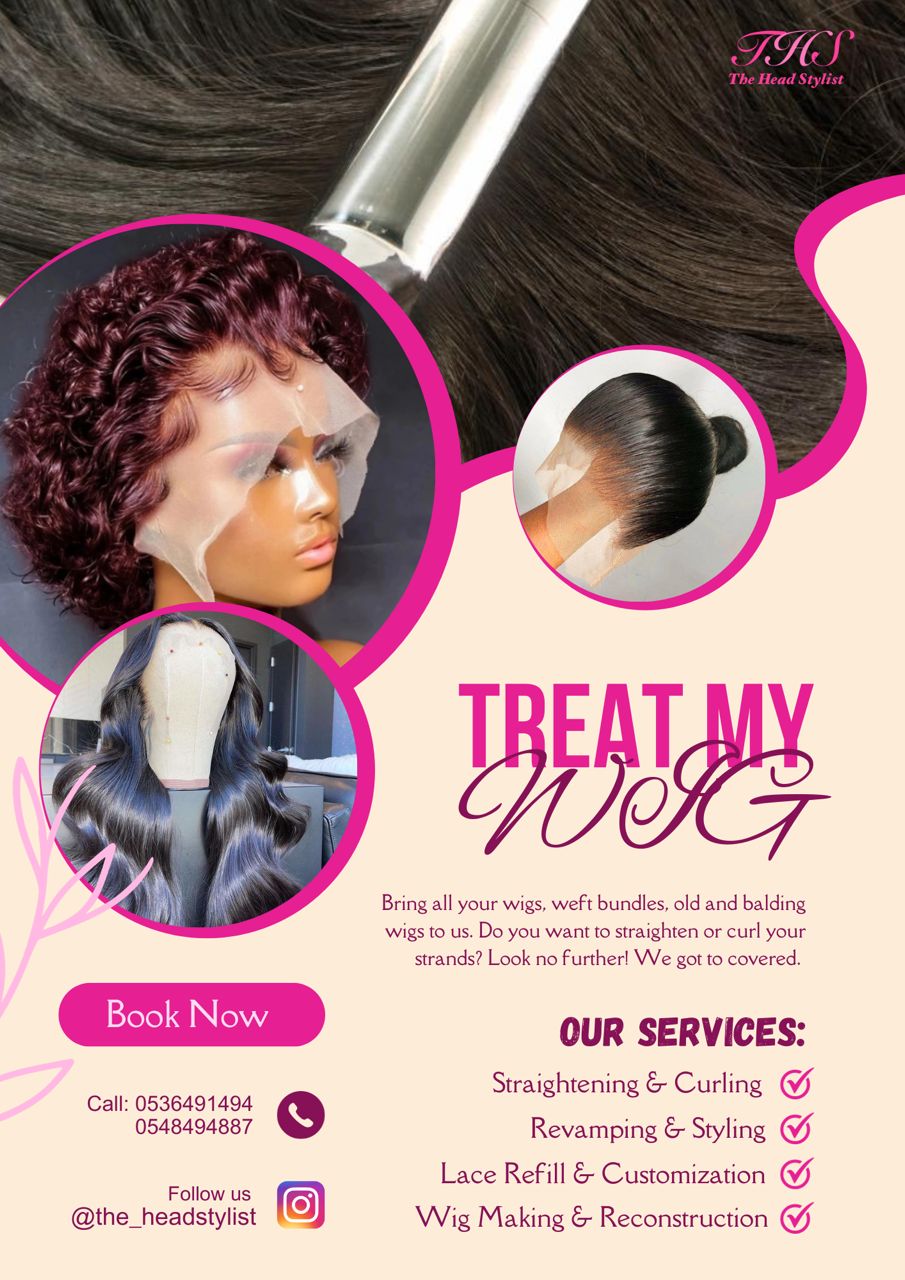 THS
The Head Stylist
TREAT MY
WIG
Bring all your wigs, weft bundles, old and balding
wigs to us. Do you want to straighten or curl your
strands? Look no further! We got to covered.
Book Now
Call: 0536491494
0548494887
Follow us
@the_headstylist
OUR SERVICES:
Straightening & Curling
Revamping & Styling
Lace Refill & Customization
Wig Making & Reconstruction